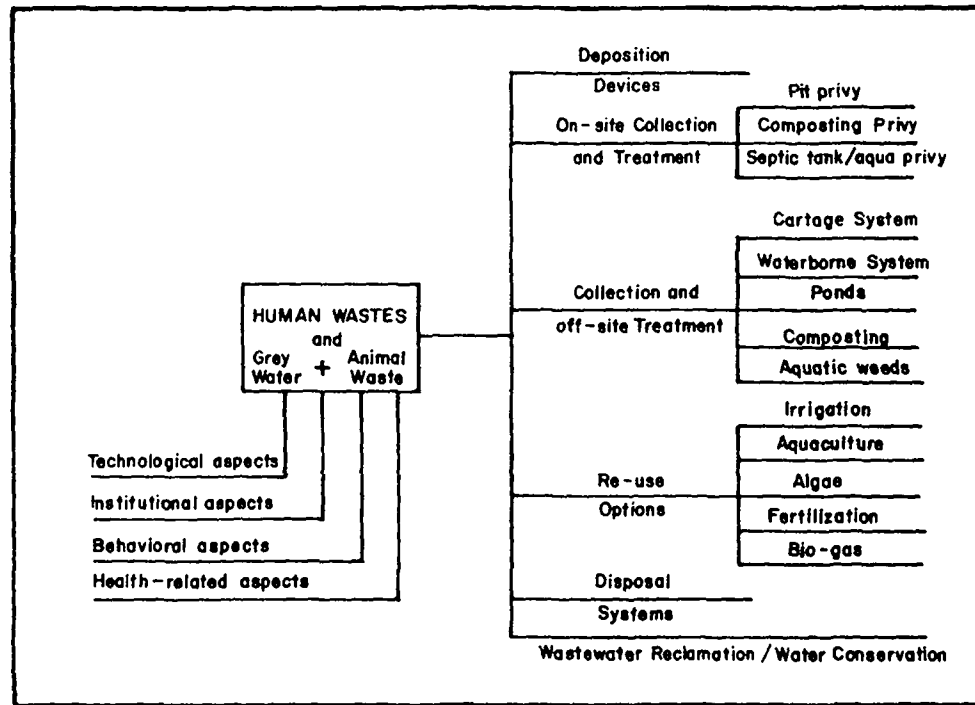 HUMAN WASTES
and
Grey + Animal
Water Waste
Technological aspects
Institutional aspects
Behavioral aspects
Health-related aspects
Deposition
Devices
On-site Collection
and Treatment
Pit privy
Composting Privy
Septic tank/aqua privy
Collection and
off-site Treatment
Cartage System
Waterborne System
Ponds
Composting
Aquatic weeds
Re-use
Options
Irrigation
Aquaculture
Algae
Fertilization
Bio-gas
Disposal
Systems
Wastewater Reclamation / Water Conservation